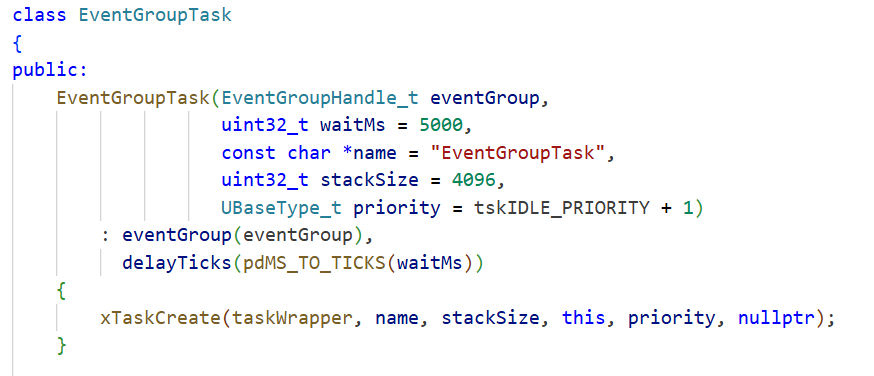 class EventGroupTask
{
public:
    EventGroupTask(EventGroupHandle_t eventGroup,
                   uint32_t waitMs = 5000,
                   const char *name = "EventGroupTask",
                   uint32_t stackSize = 4096,
                   UBaseType_t priority = tskIDLE_PRIORITY + 1)
        : eventGroup(eventGroup),
          delayTicks(pdMS_TO_TICKS(waitMs))
    {
        xTaskCreate(taskWrapper, name, stackSize, this, priority, nullptr);
    }